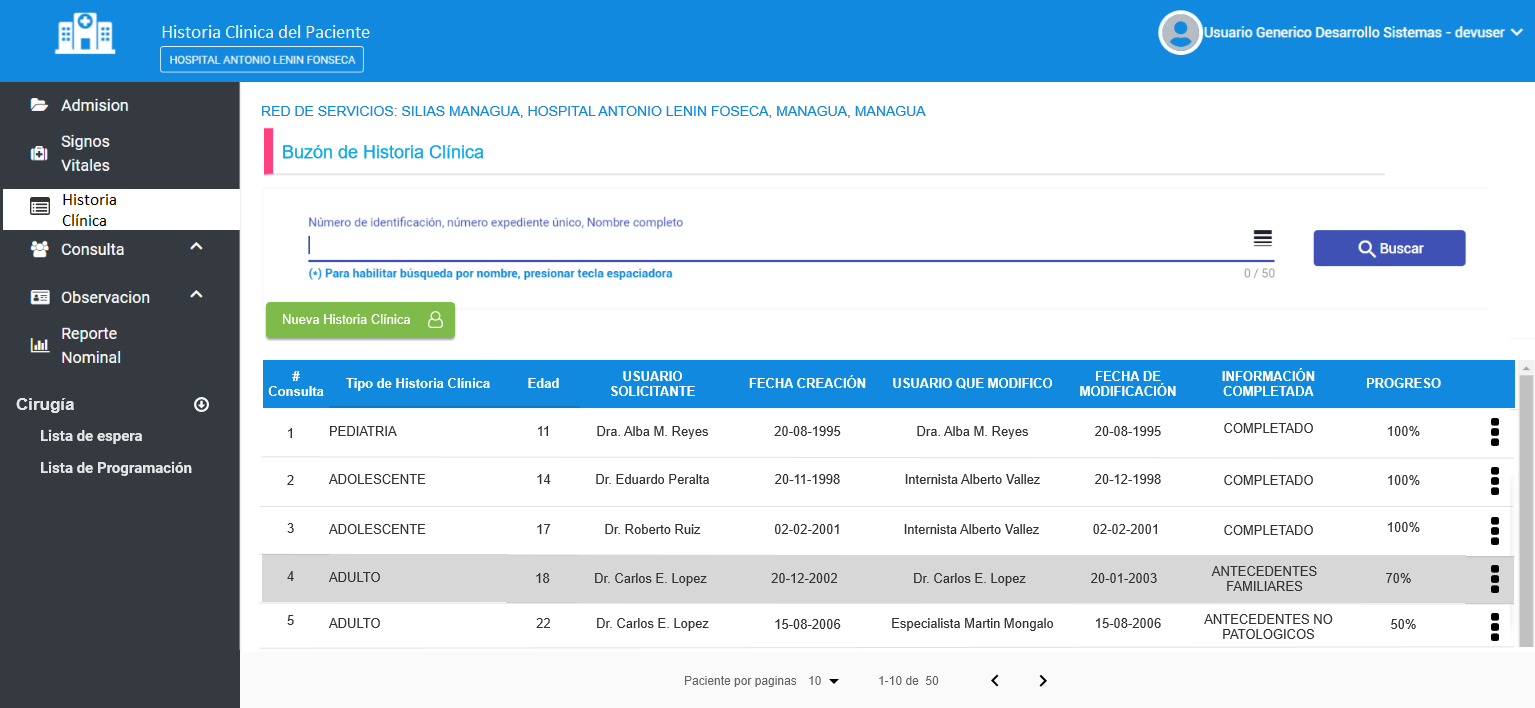 Historia Clinica del Paciente
HOSPITAL ANTONIO LENIN FONSECA
Usuario Generico Desarrollo Sistemas - devuser
Admision
Signos
Vitales
Historia
Clínica
Consulta
Observacion
Reporte
Nominal
Cirugía
Lista de espera
Lista de Programación
RED DE SERVICIOS: SILIAS MANAGUA, HOSPITAL ANTONIO LENIN FOSECA, MANAGUA, MANAGUA
Buzón de Historia Clínica
Número de identificación, número expediente único, Nombre completo
(*) Para habilitar búsqueda por nombre, presionar tecla espaciadora
0 / 50
Buscar
Nueva Historia Clínica
# Consulta Tipo de Historia Clínica Edad USUARIO SOLICITANTE FECHA CREACIÓN USUARIO QUE MODIFICO FECHA DE MODIFICACIÓN INFORMACIÓN COMPLETADA PROGRESO
1 PEDIATRIA 11 Dra. Alba M. Reyes 20-08-1995 Dra. Alba M. Reyes 20-08-1995 COMPLETADO 100%
2 ADOLESCENTE 14 Dr. Eduardo Peralta 20-11-1998 Internista Alberto Vallez 20-12-1998 COMPLETADO 100%
3 ADOLESCENTE 17 Dr. Roberto Ruiz 02-02-2001 Internista Alberto Vallez 02-02-2001 COMPLETADO 100%
4 ADULTO 18 Dr. Carlos E. Lopez 20-12-2002 Dr. Carlos E. Lopez 20-01-2003 ANTECEDENTES FAMILIARES 70%
5 ADULTO 22 Dr. Carlos E. Lopez 15-08-2006 Especialista Martin Mongalo 15-08-2006 ANTECEDENTES NO PATOLOGICOS 50%
Paciente por paginas 10 1-10 de 50